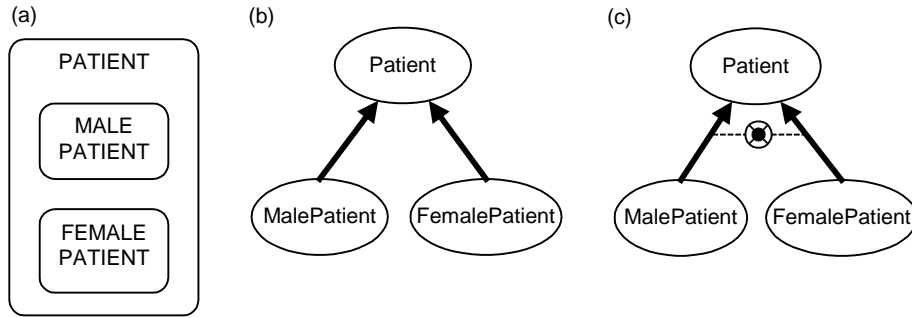 (a)
PATIENT
MALE
PATIENT
FEMALE
PATIENT
(b)
Patient
MalePatient
FemalePatient
(c)
Patient
MalePatient
FemalePatient